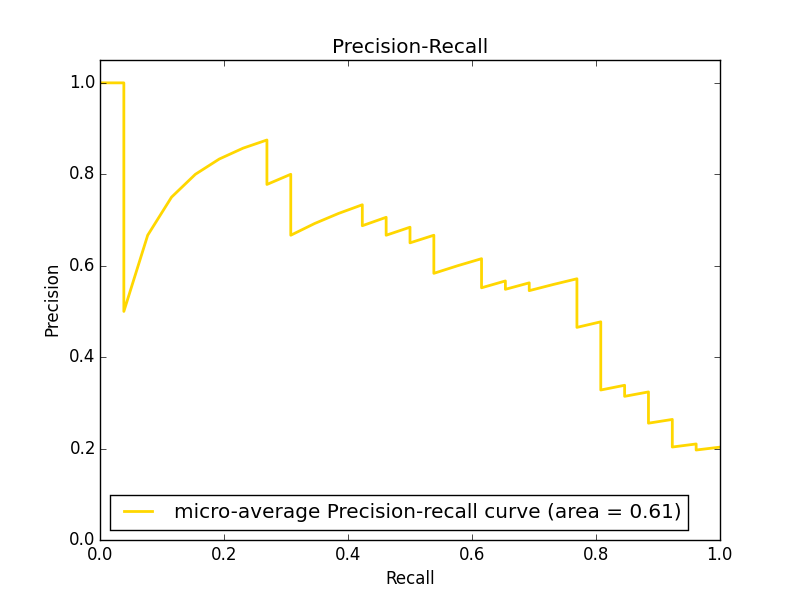 Precision-Recall
1.0
0.8
0.6
0.4
0.2
0.0
Precision
micro-average Precision-recall curve (area = 0.61)
0.0 0.2 0.4 0.6 0.8 1.0
Recall